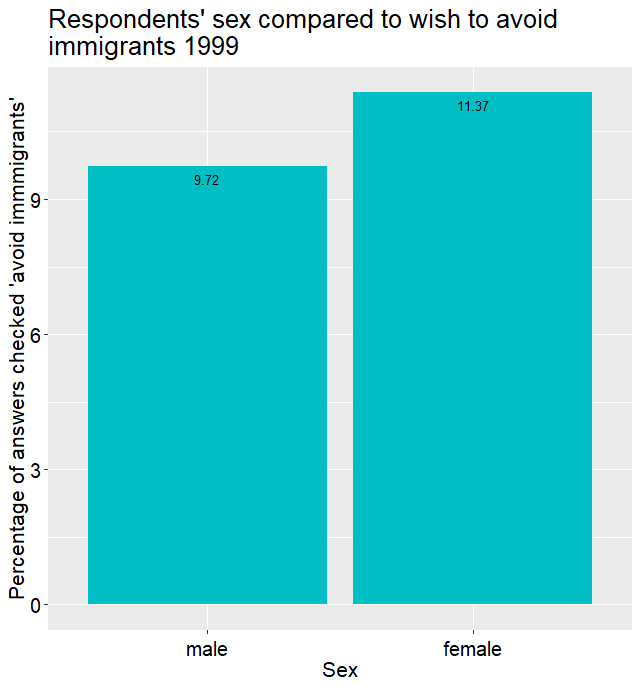 Respondents' sex compared to wish to avoid
immigrants 1999
Percentage of answers checked 'avoid immmigrants'
9
6
3
0
9.72
11.37
male
female
Sex